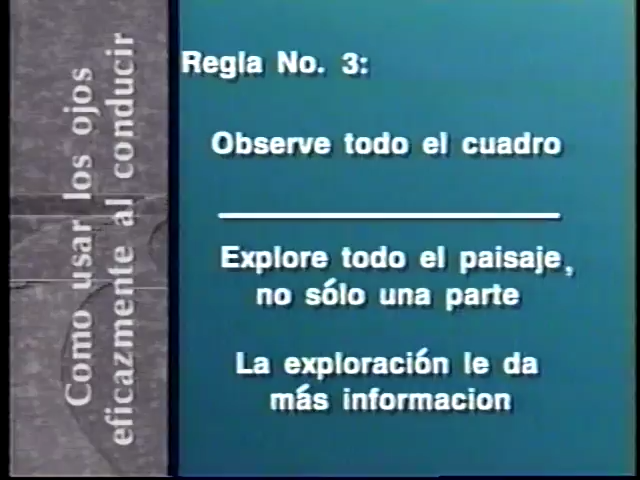 Como usar los ojos
eficazmente al conducir
Regla No. 3:
Observe todo el cuadro
Explore todo el paisaje,
no sólo una parte
La exploración le da
más informacion